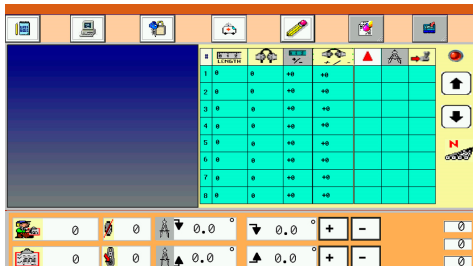 # LENGTH +/- + / -
1 0 0 +0 +0
2 0 0 +0 +0
3 0 0 +0 +0
4 0 0 +0 +0
5 0 0 +0 +0
6 0 0 +0 +0
7 0 0 +0 +0
8 0 0 +0 +0
N
0 0 0.0° 0.0° + - 0
0
0 0 0.0° 0.0° + - 0